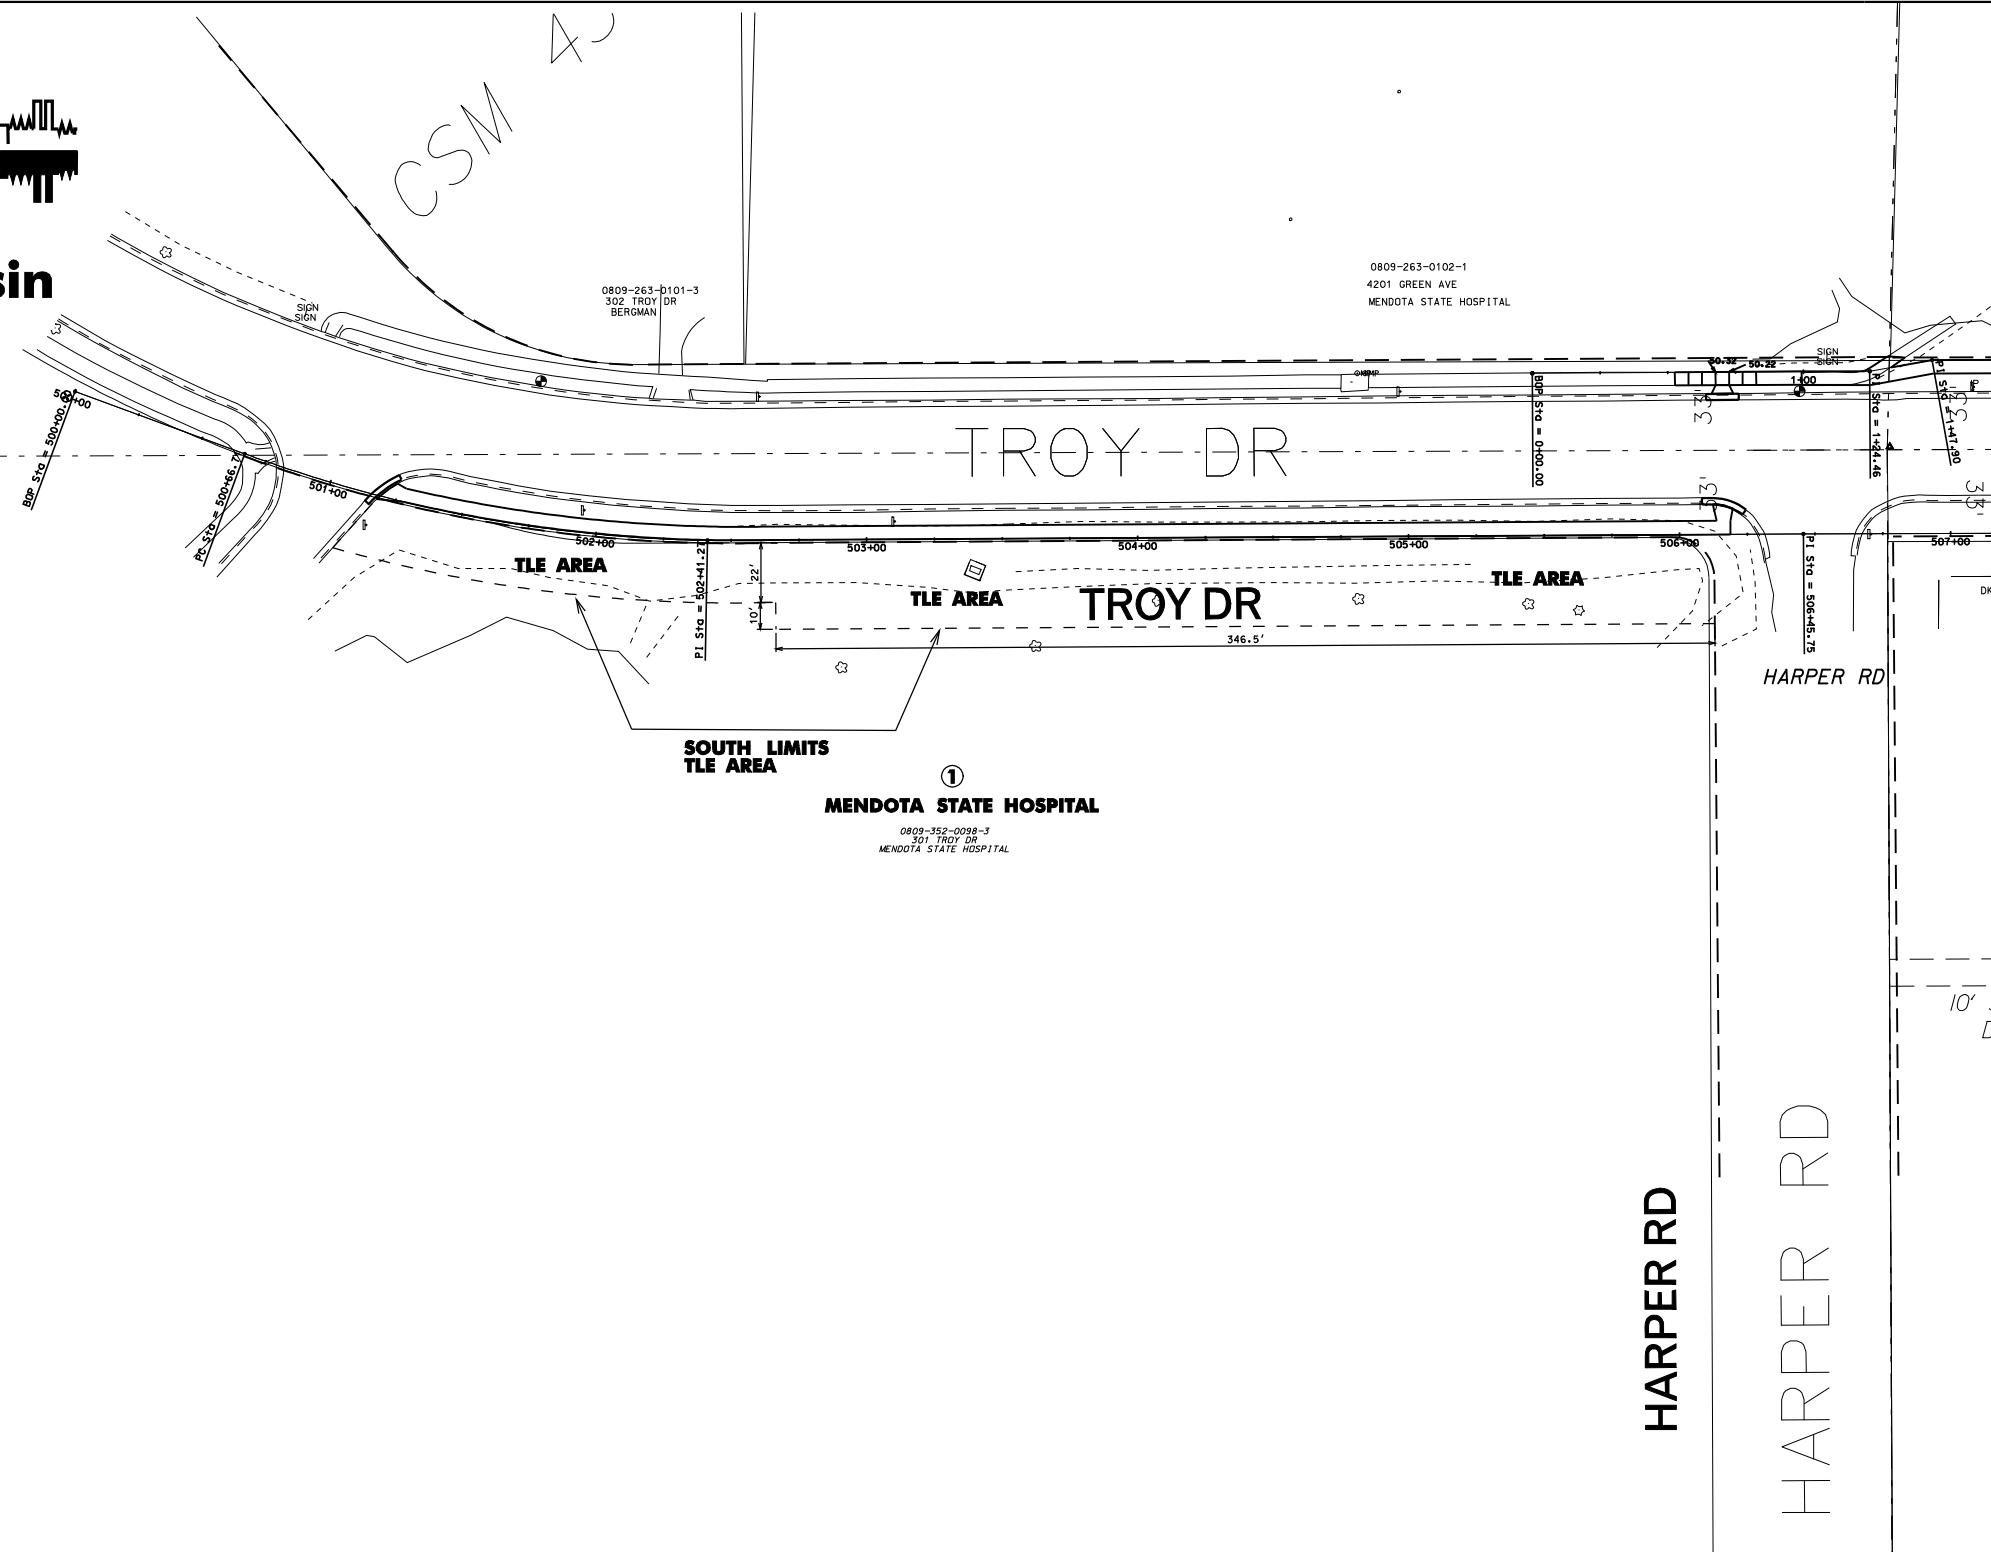 CSM
sin
0809-263-0101-3
302 TROY DR
BERGMAN
0809-263-0102-1
4201 GREEN AVE
MENDOTA STATE HOSPITAL
SIGN
SIGN
SIGN
SIGN
50.32
50.22
1+00
33'
33'
33'
33'
BOP Sta = 500+00.
PC Sta = 500+66.7
BOP Sta = 0+00.00
PI Sta = 1+24.46
PI Sta = 1+47.90
TROY DR
501+00
502+00
503+00
504+00
505+00
506+00
507+00
PI Sta = 502+41.27
PI Sta = 506+45.75
22'
10'
TLE AREA
TLE AREA
TLE AREA
TROY DR
346.5'
HARPER RD
SOUTH LIMITS
TLE AREA
1
MENDOTA STATE HOSPITAL
0809-352-0098-3
301 TROY DR
MENDOTA STATE HOSPITAL
10'
HARPER RD
HARPER RD